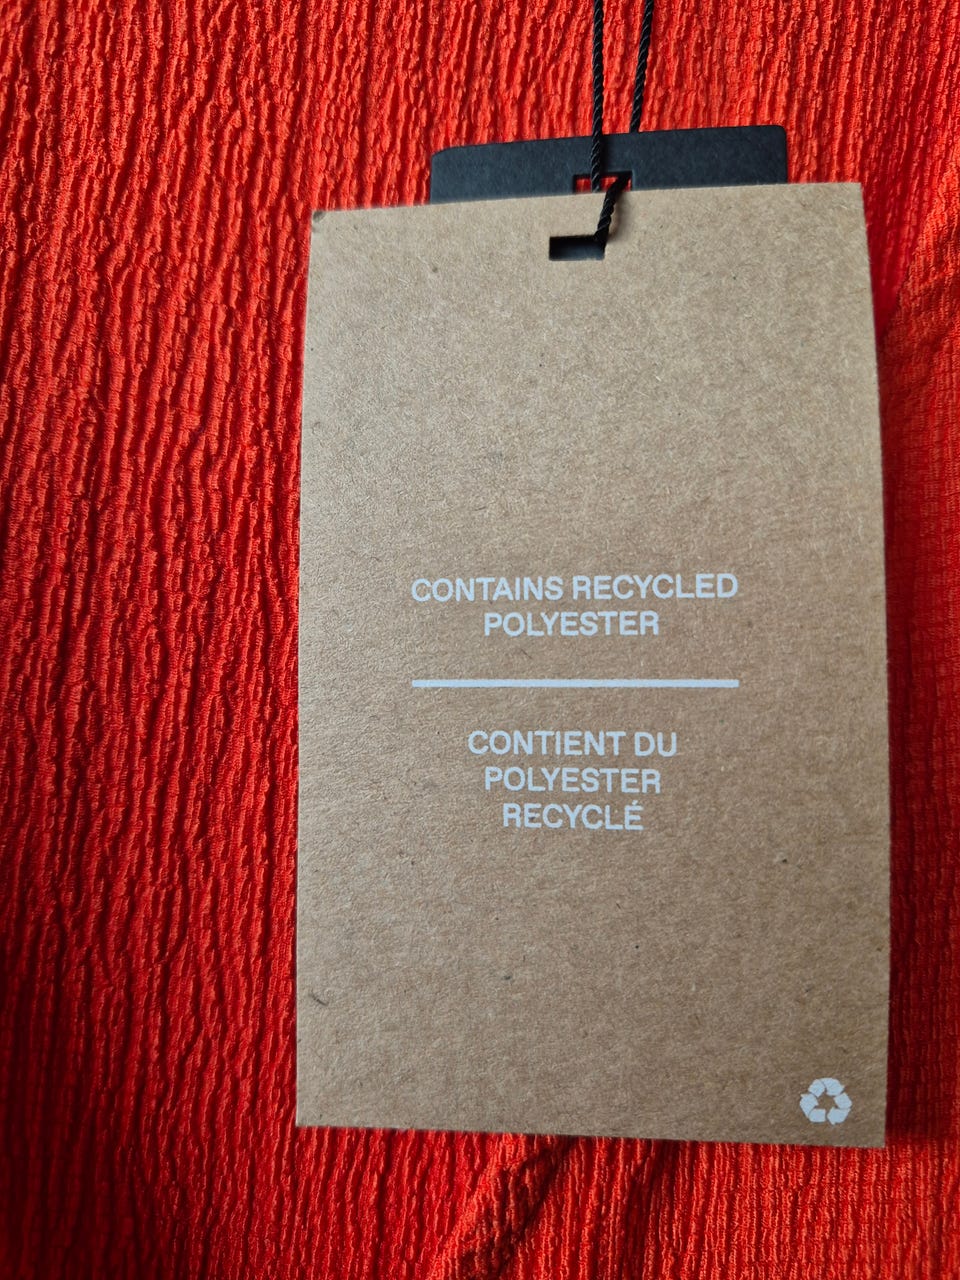 CONTAINS RECYCLED
POLYESTER
CONTIENT DU
POLYESTER
RECYCLÉ